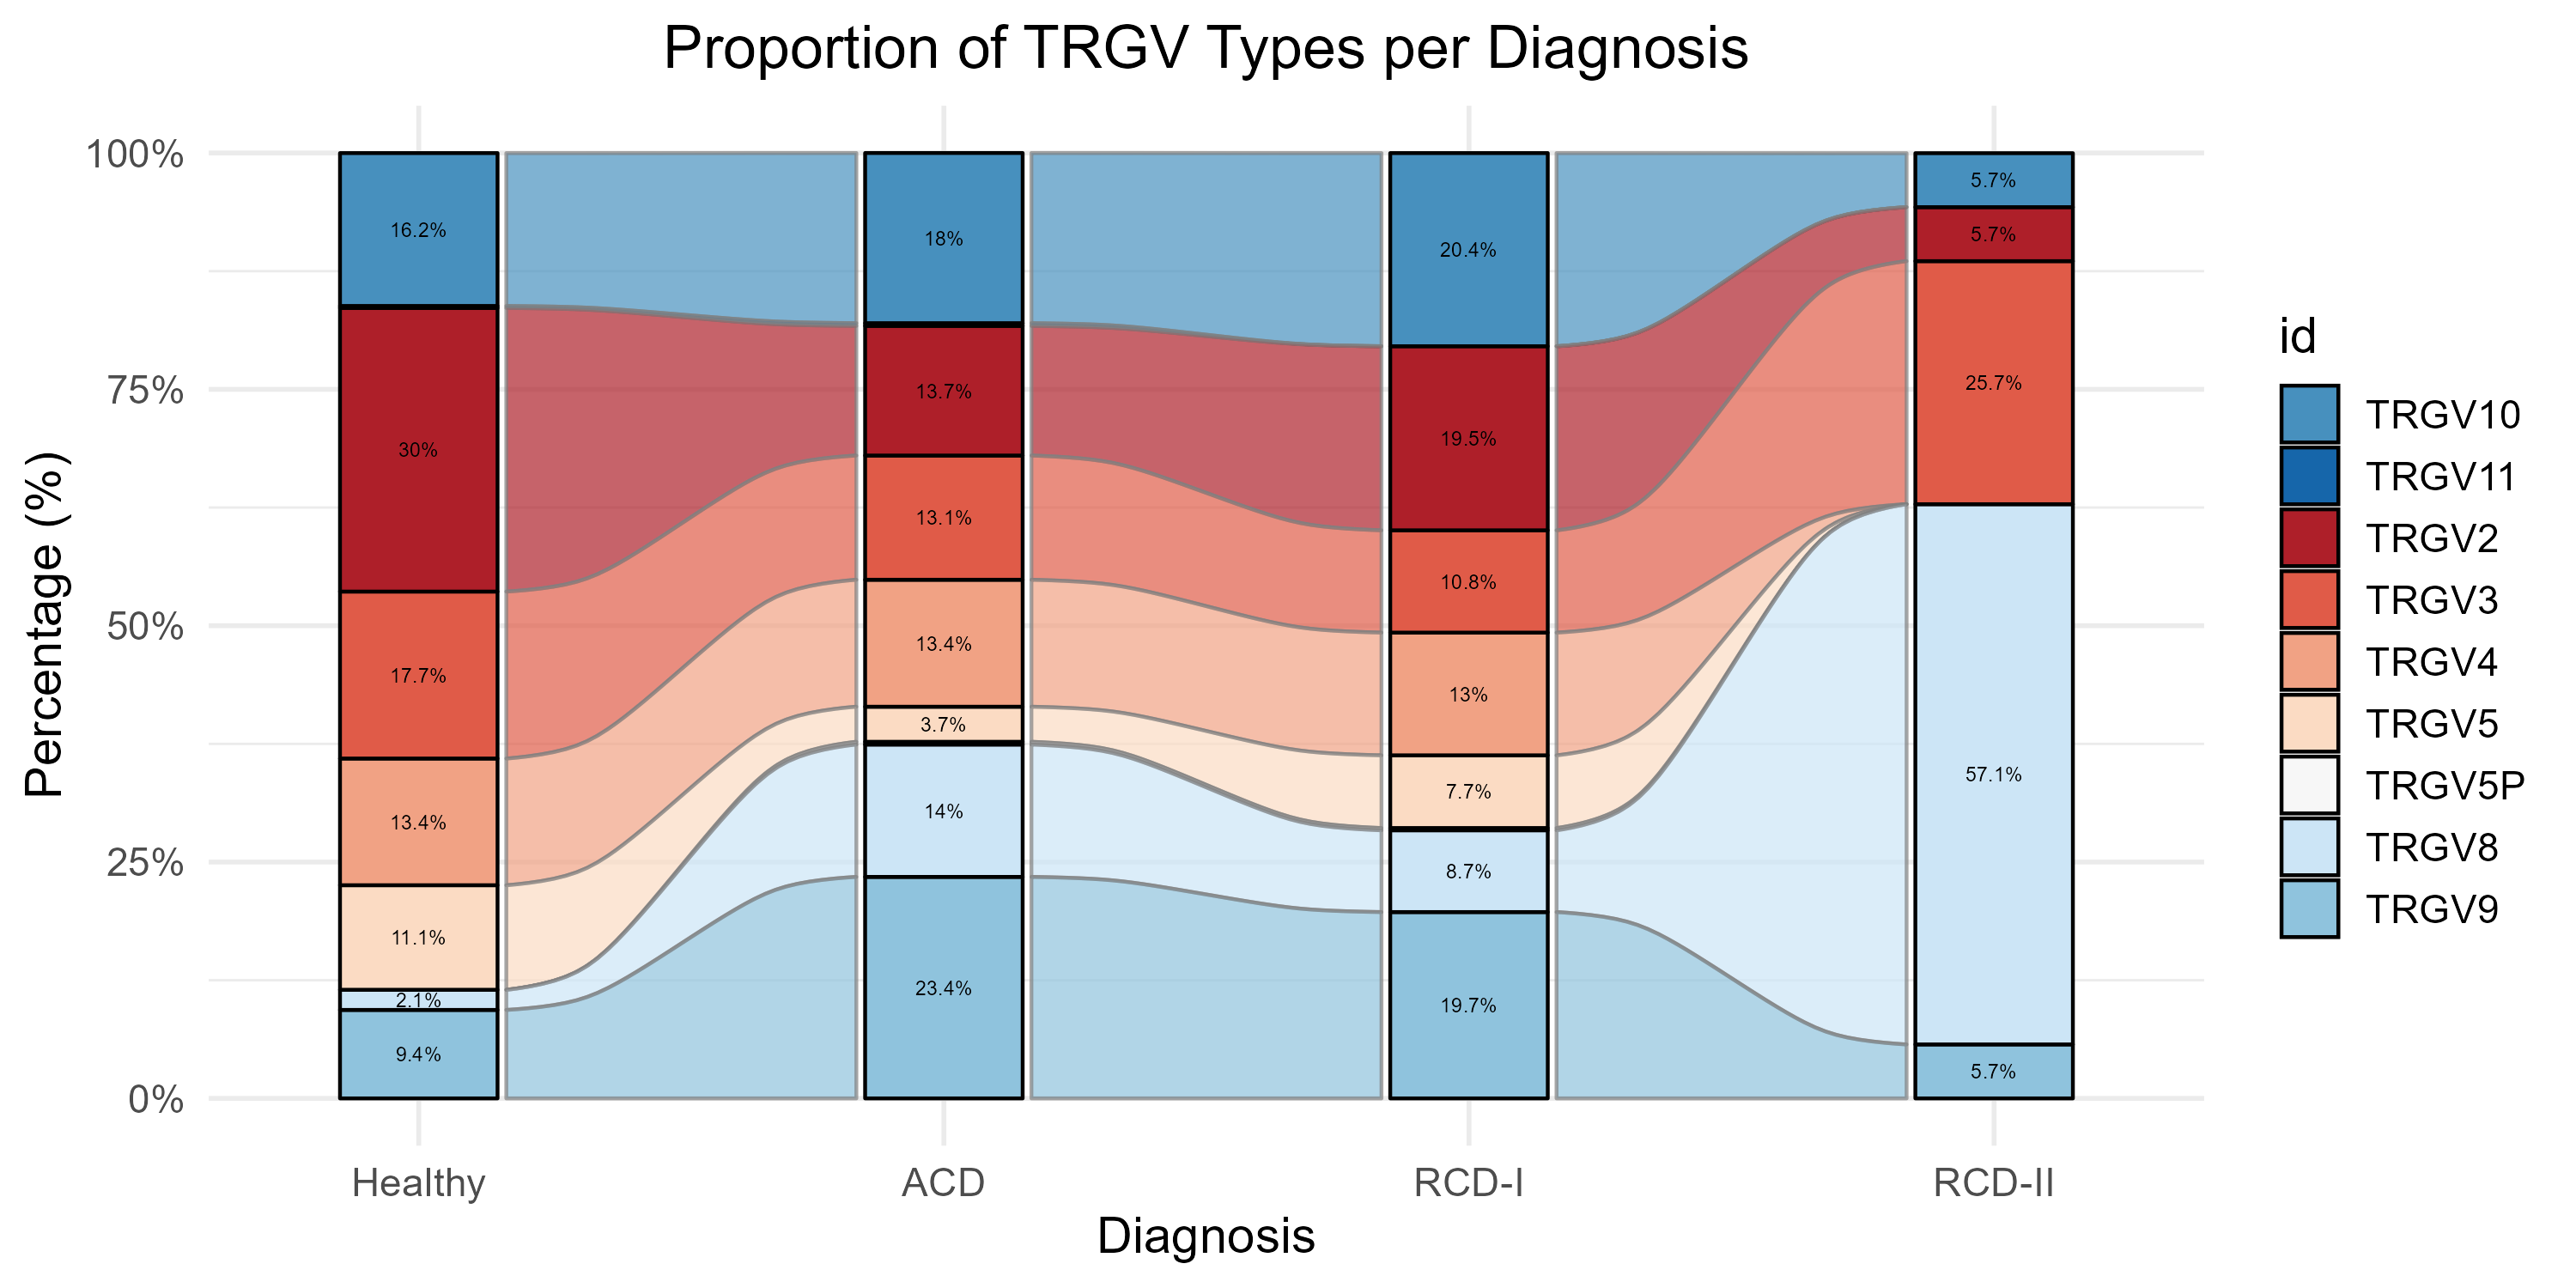 Proportion of TRGV Types per Diagnosis
Percentage (%)
100%
75%
50%
25%
0%
16.2%
30%
17.7%
13.4%
11.1%
2.1%
9.4%
18%
13.7%
13.1%
13.4%
3.7%
14%
23.4%
20.4%
19.5%
10.8%
13%
7.7%
8.7%
19.7%
5.7%
5.7%
25.7%
57.1%
5.7%
Healthy
ACD
RCD-I
RCD-II
Diagnosis
id
TRGV10
TRGV11
TRGV2
TRGV3
TRGV4
TRGV5
TRGV5P
TRGV8
TRGV9